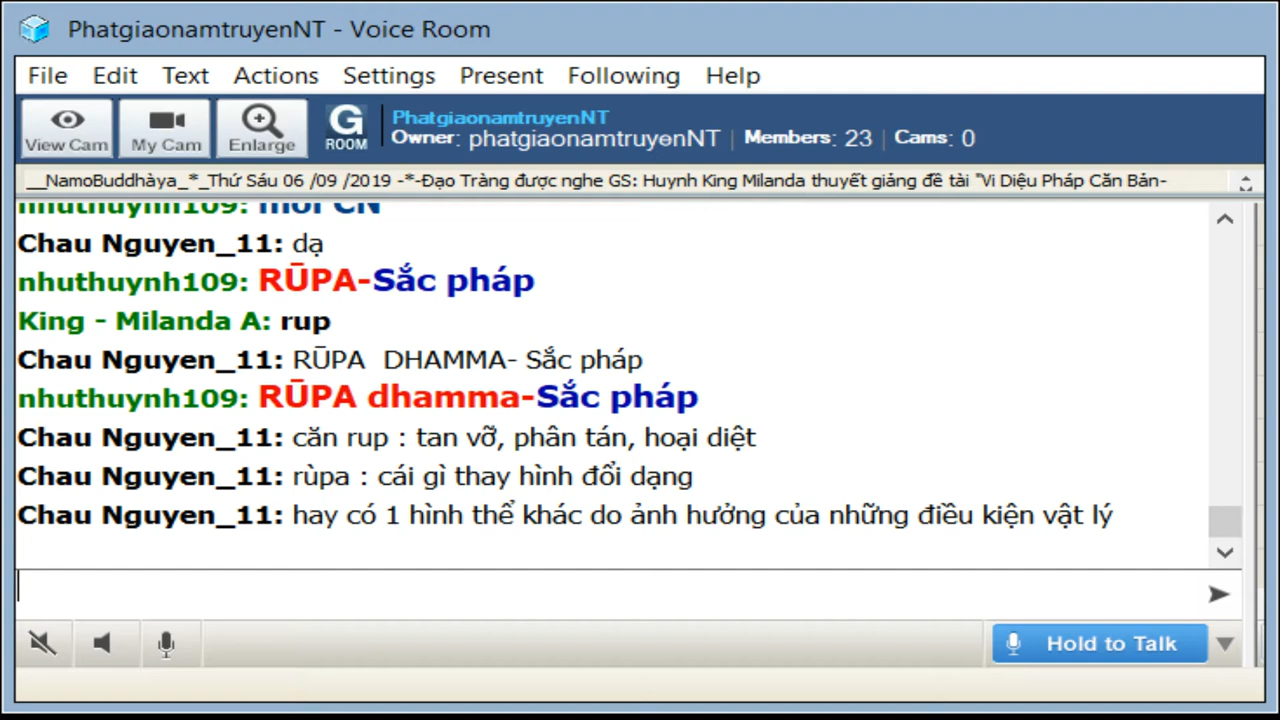 PhatgiaonamtruyenNT - Voice Room
File Edit Text Actions Settings Present Following Help
View Cam My Cam Enlarge G ROOM
PhatgiaonamtruyenNT
Owner: phatgiaonamtruyenNT | Members: 23 | Cams: 0
__NamoBuddhàya_*_Thứ Sáu 06 /09 /2019 -*-Đạo Tràng được nghe GS: Huynh King Milanda thuyết giảng đề tài "Vi Diệu Pháp Căn Bản-
nhuthuynh109: mỗi CN
Chau Nguyen_11: dạ
nhuthuynh109: RŪPA-Sắc pháp
King - Milanda A: rup
Chau Nguyen_11: RŪPA DHAMMA- Sắc pháp
nhuthuynh109: RŪPA dhamma-Sắc pháp
Chau Nguyen_11: căn rup : tan vỡ, phân tán, hoại diệt
Chau Nguyen_11: rùpa : cái gì thay hình đổi dạng
Chau Nguyen_11: hay có 1 hình thể khác do ảnh hưởng của những điều kiện vật lý
Hold to Talk